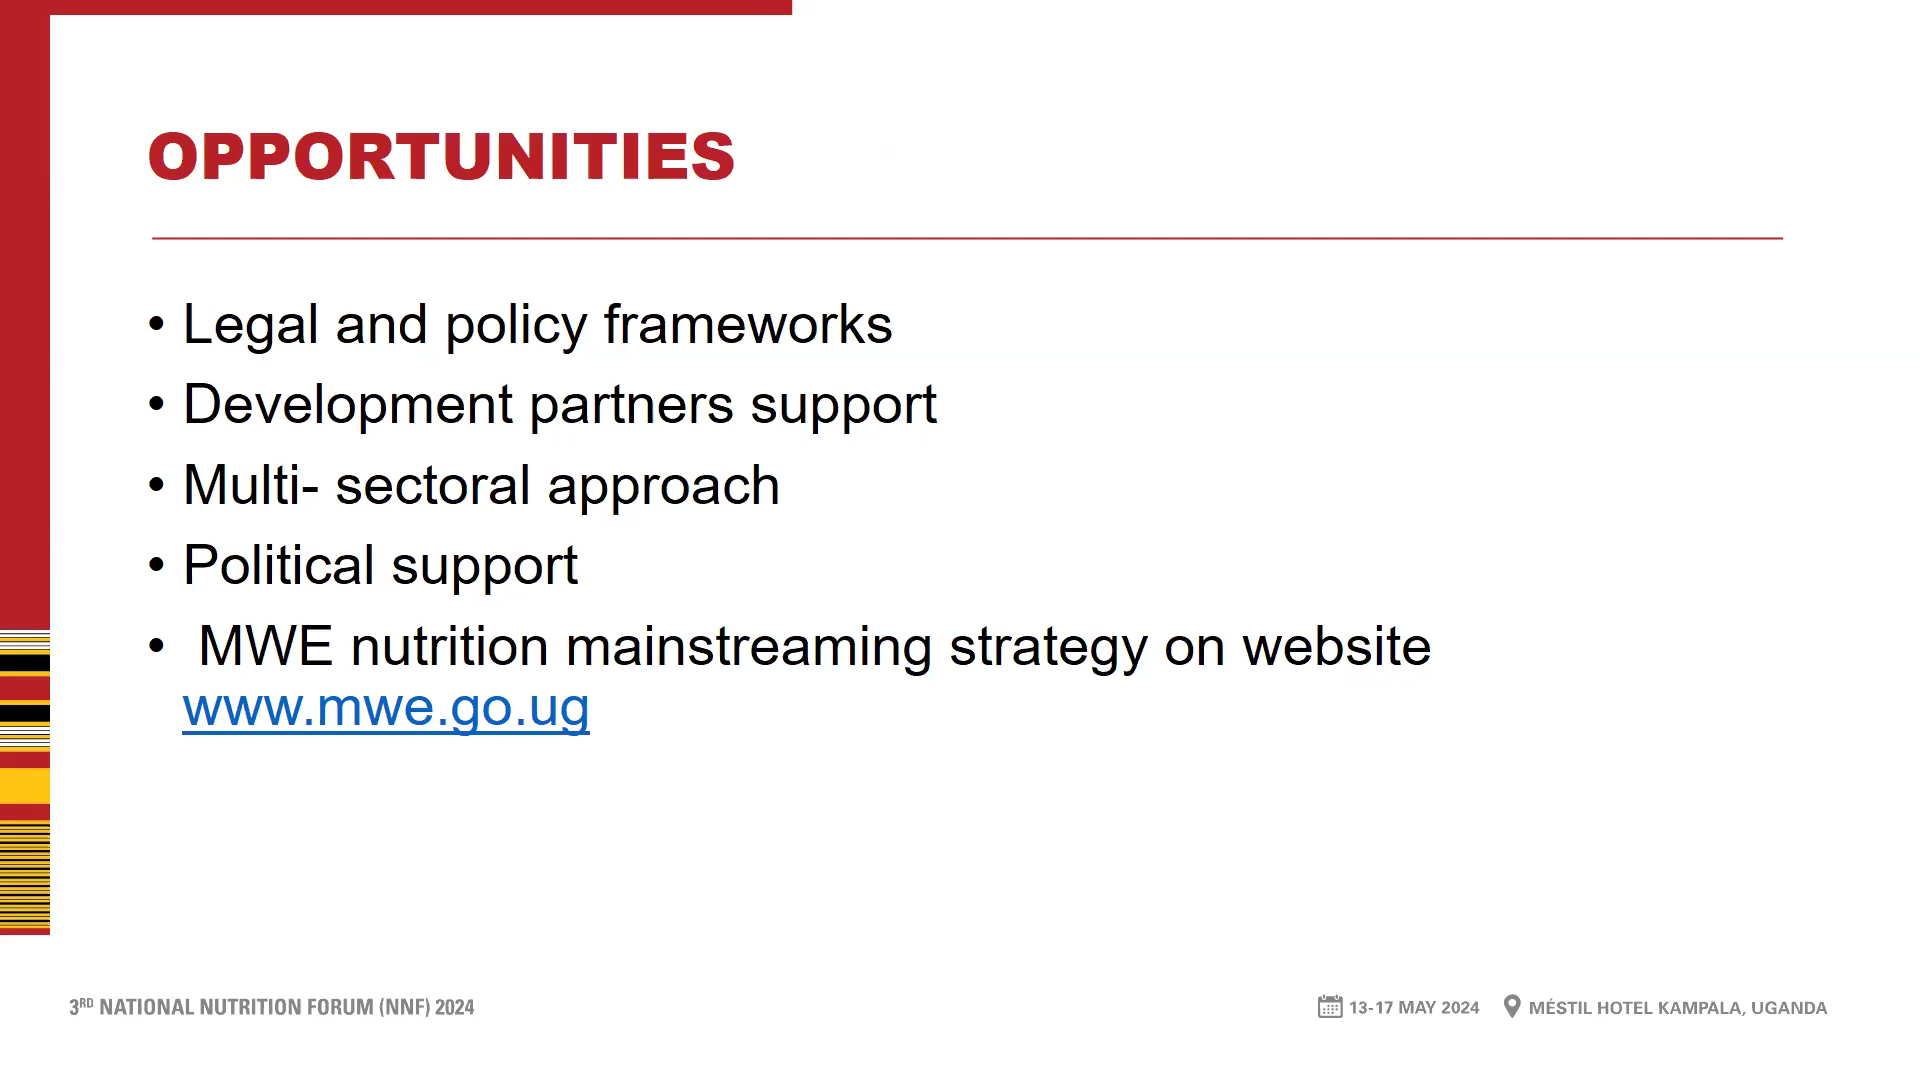 OPPORTUNITIES
• Legal and policy frameworks
• Development partners support
• Multi- sectoral approach
• Political support
• MWE nutrition mainstreaming strategy on website
www.mwe.go.ug
3RD NATIONAL NUTRITION FORUM (NNF) 2024
13-17 MAY 2024
MÉSTIL HOTEL KAMPALA, UGANDA